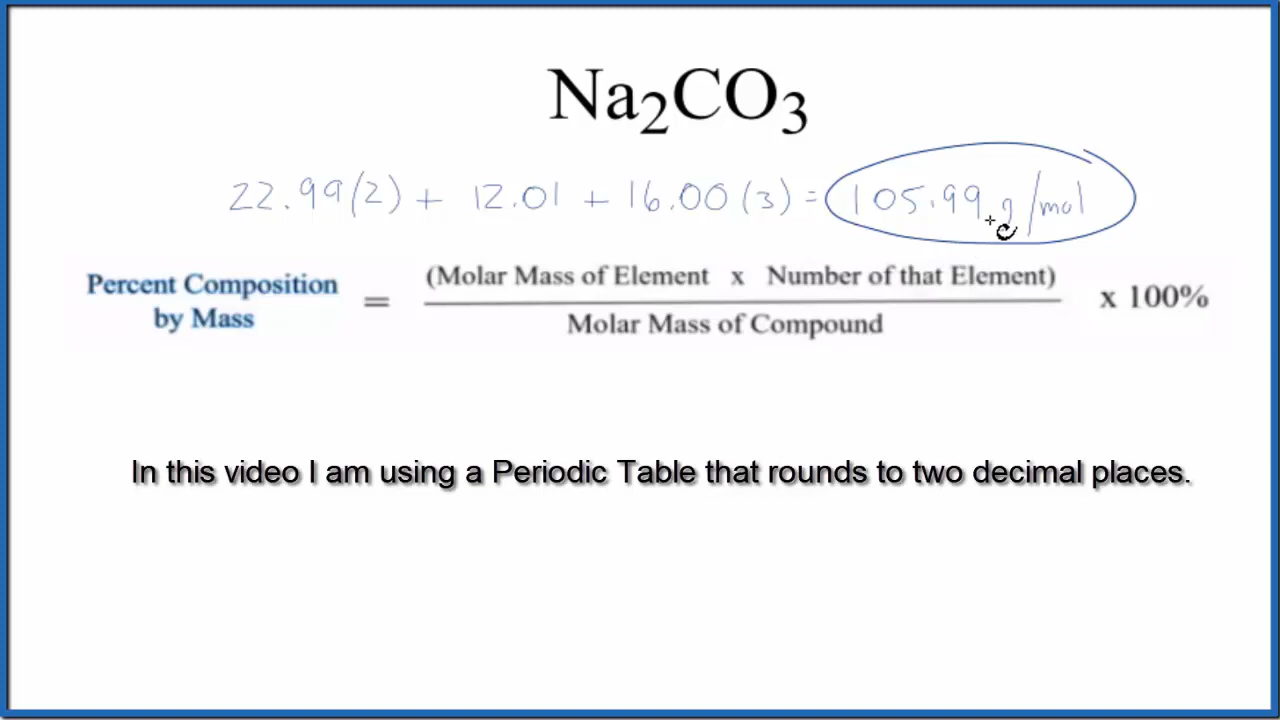 Na₂CO₃
22.99(2) + 12.01 + 16.00(3) = 105.99 g/mol
(Molar Mass of Element x Number of that Element)
Percent Composition by Mass = x 100%
Molar Mass of Compound
In this video I am using a Periodic Table that rounds to two decimal places.